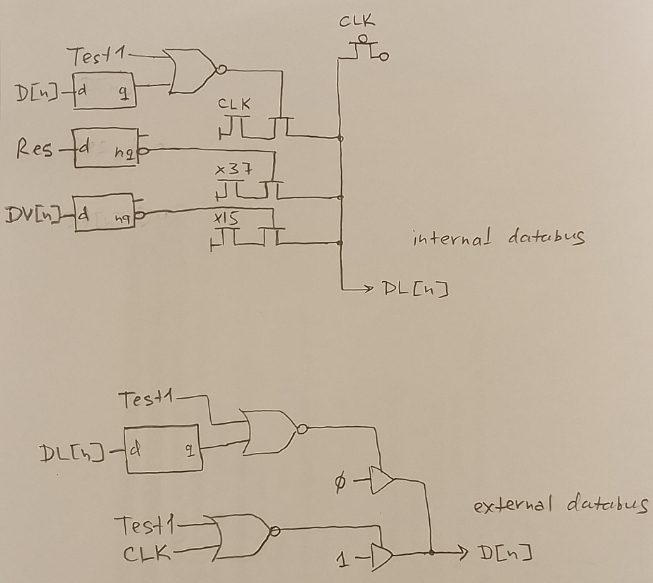 CLK
Test1
D[n] d q
CLK
Res d nq
x37
DV[n] d nq
x15
internal databus
DL[n]
Test1
DL[n] d q
0
external databus
Test1
CLK
1 D[n]